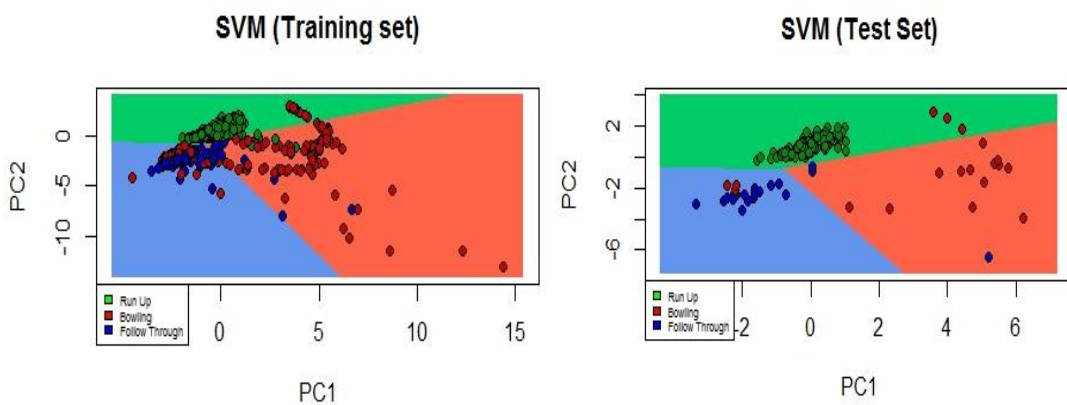 SVM (Training set)
PC2
0
-5
-10
0
5
10
15
Run Up
Bowling
Follow Through
PC1
SVM (Test Set)
PC2
2
-2
-6
-2
0
2
4
6
Run Up
Bowling
Follow Through
PC1